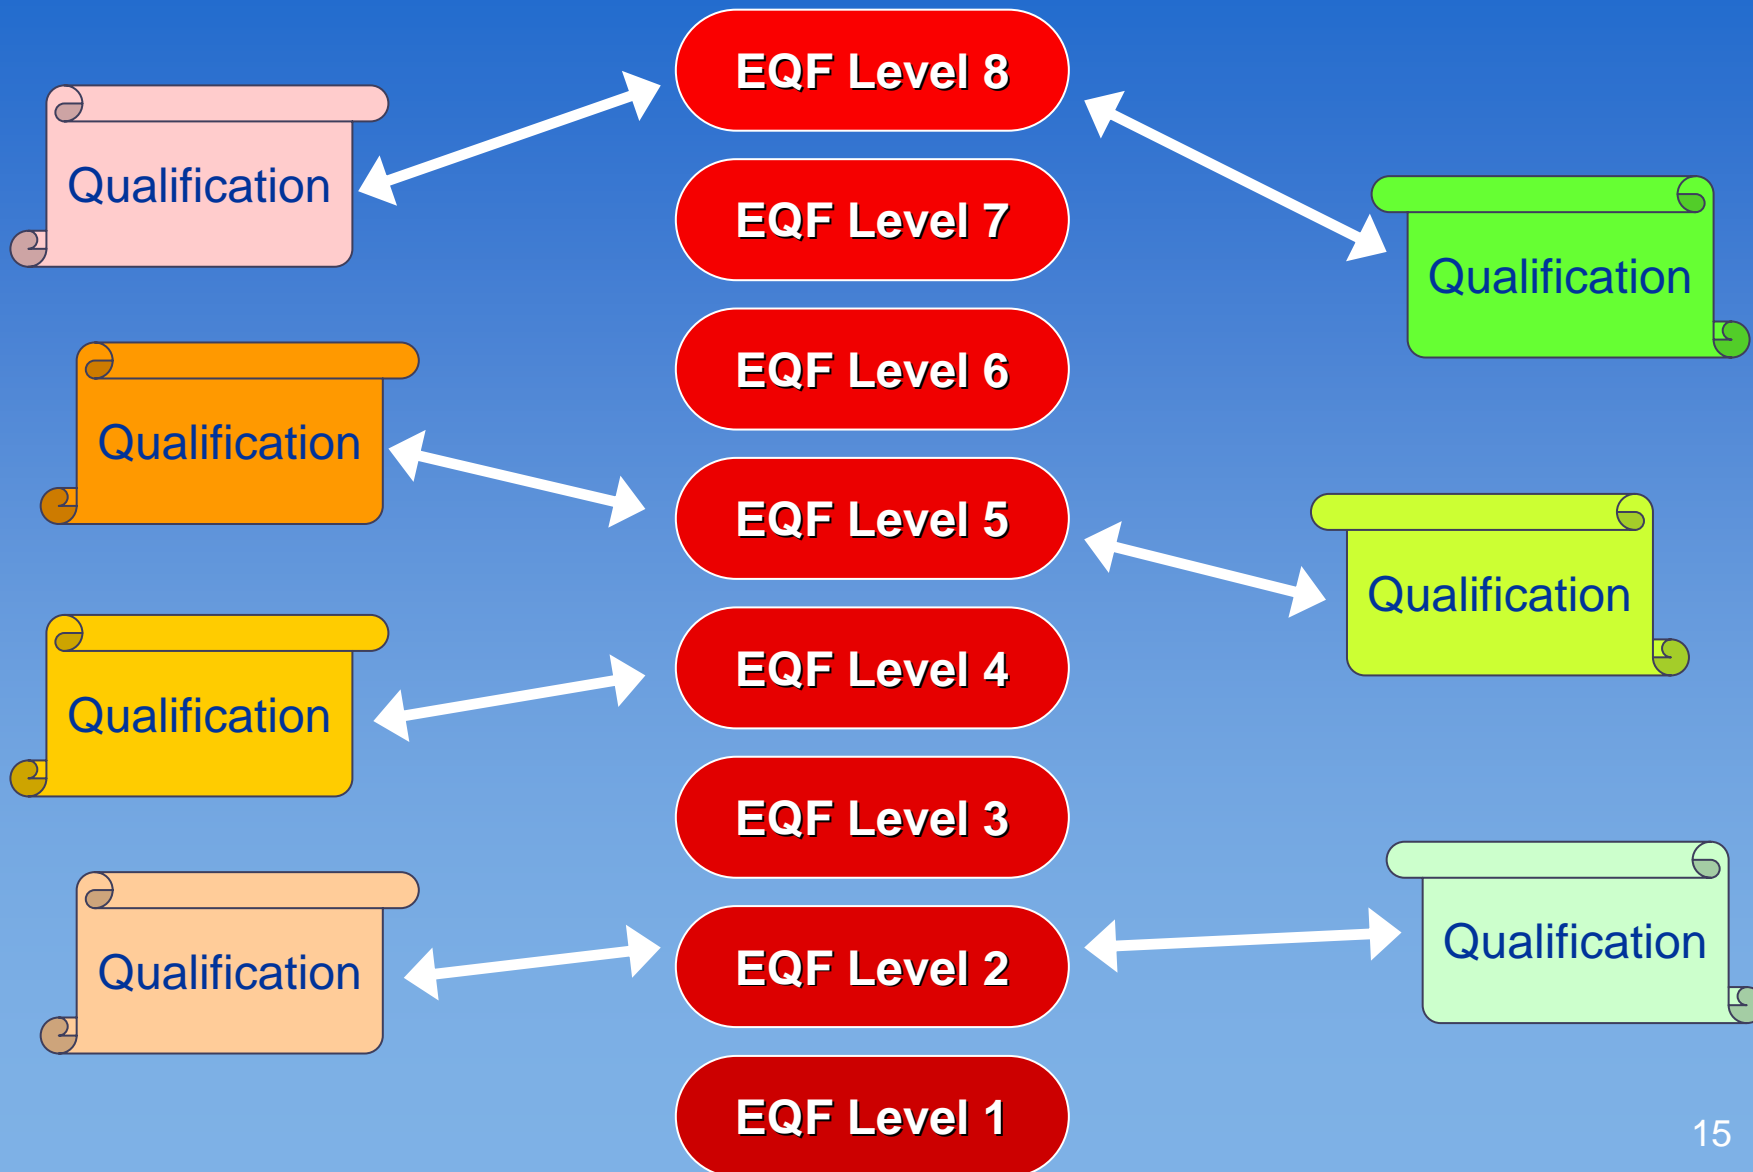 EQF Level 8
Qualification
EQF Level 7
Qualification
EQF Level 6
Qualification
EQF Level 5
Qualification
EQF Level 4
Qualification
EQF Level 3
Qualification
EQF Level 2
Qualification
EQF Level 1
15